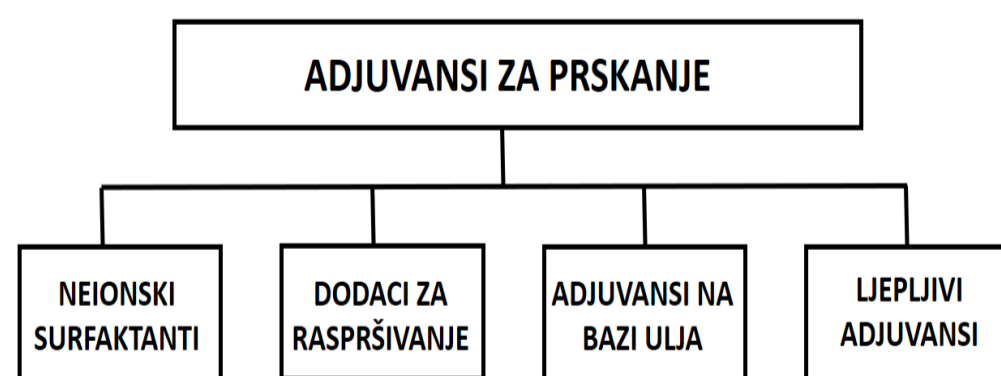 ADJUVANSI ZA PRSKANJE
NEIONSKI
SURFAKTANTI
DODACI ZA
RASPRŠIVANJE
ADJUVANSI NA
BAZI ULJA
LJEPLJIVI
ADJUVANSI